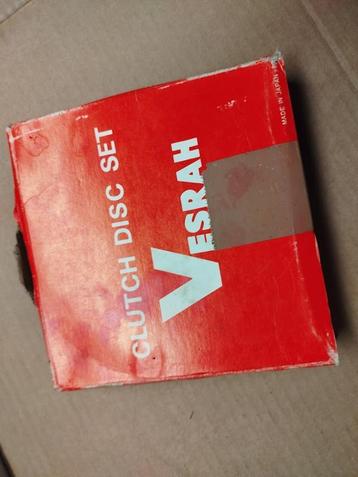 CLUTCH DISC SET
VESRAH
MADE IN JAPAN